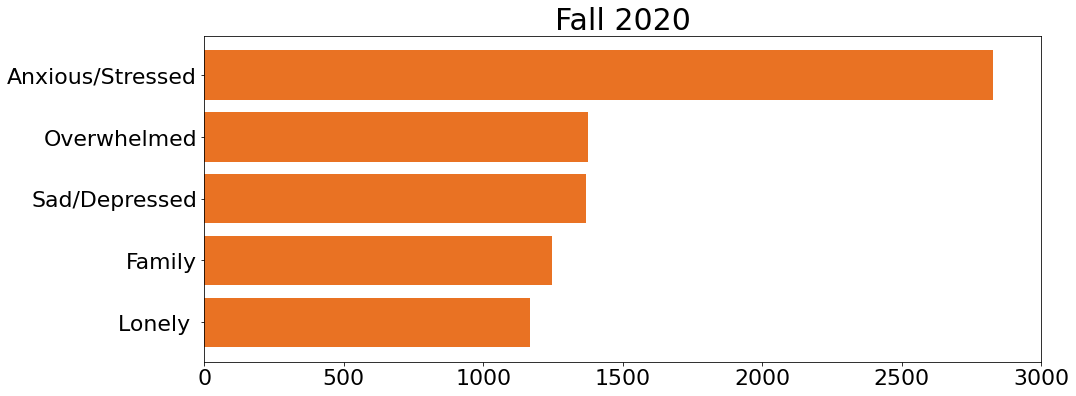 Fall 2020
Anxious/Stressed
Overwhelmed
Sad/Depressed
Family
Lonely
0 500 1000 1500 2000 2500 3000